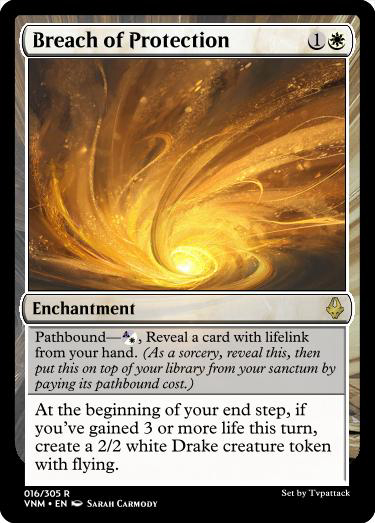 Breach of Protection 1
Enchantment
Pathbound—, Reveal a card with lifelink
from your hand. (As a sorcery, reveal this, then
put this on top of your library from your sanctum by
paying its pathbound cost.)
At the beginning of your end step, if
you've gained 3 or more life this turn,
create a 2/2 white Drake creature token
with flying.
016/305 R
VNM • EN Sarah Carmody
Set by Tvpattack